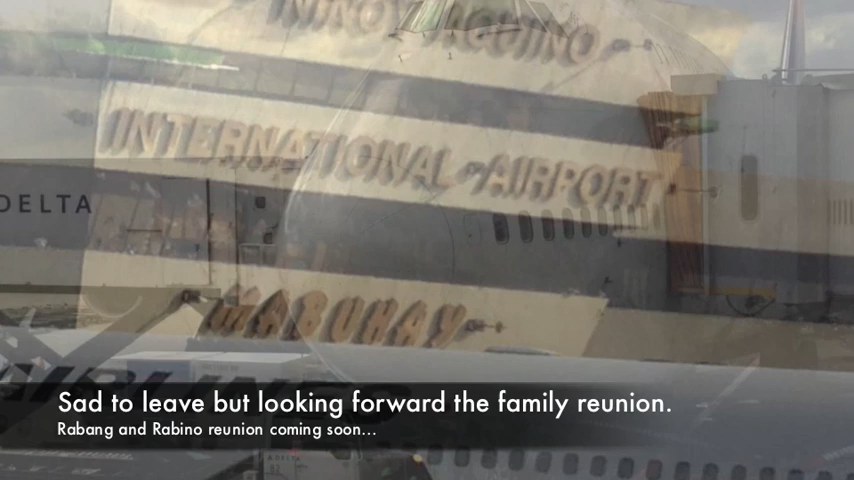 NINOY AQUINO
INTERNATIONAL AIRPORT
DELTA
MABUHAY
AIRLINES
Sad to leave but looking forward the family reunion.
Rabang and Rabino reunion coming soon...